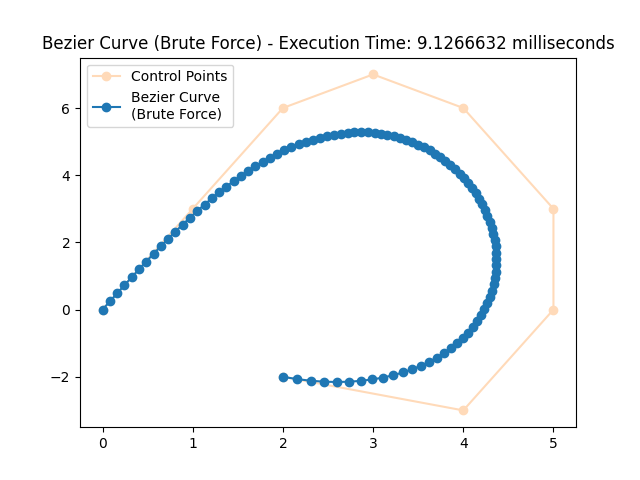 Bezier Curve (Brute Force) - Execution Time: 9.1266632 milliseconds
Control Points
Bezier Curve
(Brute Force)
6
4
2
0
−2
0 1 2 3 4 5